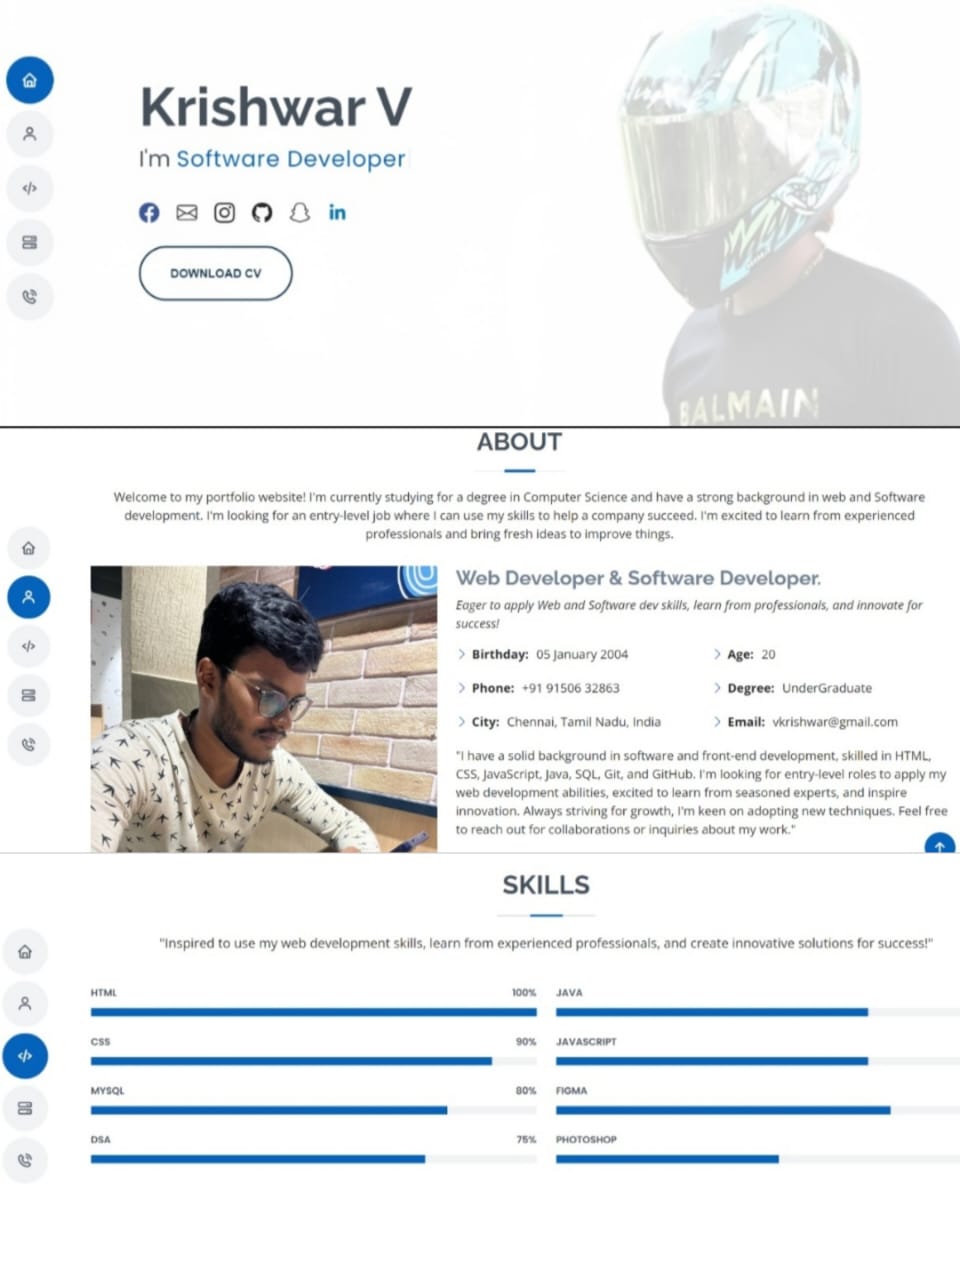 Krishwar V
I'm Software Developer
DOWNLOAD CV
BALMAIN
ABOUT
Welcome to my portfolio website! I'm currently studying for a degree in Computer Science and have a strong background in web and Software
development. I'm looking for an entry-level job where I can use my skills to help a company succeed. I'm excited to learn from experienced
professionals and bring fresh ideas to improve things.
Web Developer & Software Developer.
Eager to apply Web and Software dev skills, learn from professionals, and innovate for
success!
Birthday: 05 January 2004
Age: 20
Phone: +91 91506 32863
Degree: UnderGraduate
City: Chennai, Tamil Nadu, India
Email: vkrishwar@gmail.com
"I have a solid background in software and front-end development, skilled in HTML,
CSS, JavaScript, Java, SQL, Git, and GitHub. I'm looking for entry-level roles to apply my
web development abilities, excited to learn from seasoned experts, and inspire
innovation. Always striving for growth, I'm keen on adopting new techniques. Feel free
to reach out for collaborations or inquiries about my work."
SKILLS
"Inspired to use my web development skills, learn from experienced professionals, and create innovative solutions for success!"
HTML 100%
JAVA
CSS 90%
JAVASCRIPT
MYSQL 80%
FIGMA
DSA 75%
PHOTOSHOP